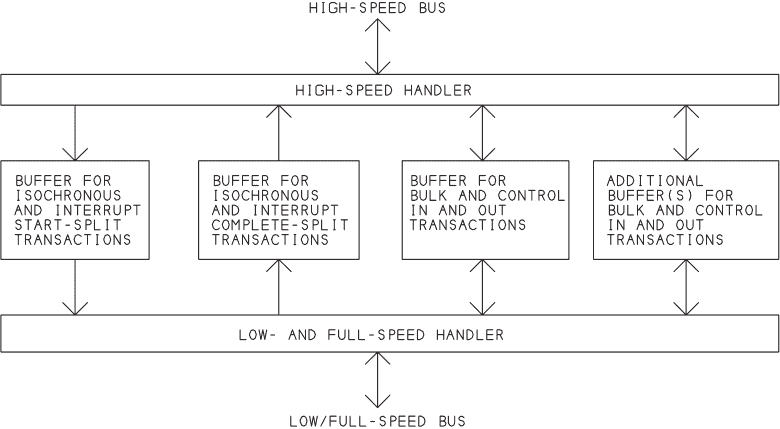 HIGH-SPEED BUS
HIGH-SPEED HANDLER
BUFFER FOR
ISOCHRONOUS
AND INTERRUPT
START-SPLIT
TRANSACTIONS
BUFFER FOR
ISOCHRONOUS
AND INTERRUPT
COMPLETE-SPLIT
TRANSACTIONS
BUFFER FOR
BULK AND CONTROL
IN AND OUT
TRANSACTIONS
ADDITIONAL
BUFFER(S) FOR
BULK AND CONTROL
IN AND OUT
TRANSACTIONS
LOW- AND FULL-SPEED HANDLER
LOW/FULL-SPEED BUS